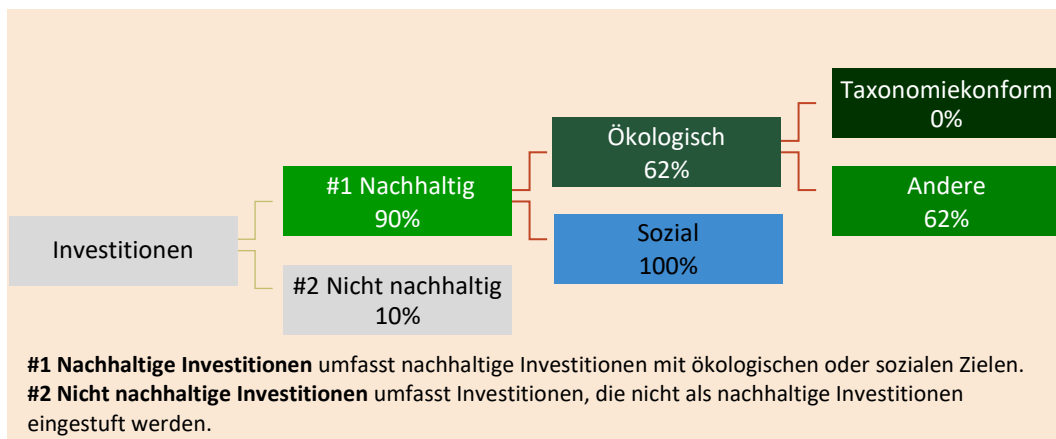 Investitionen
#1 Nachhaltig
90%
#2 Nicht nachhaltig
10%
Ökologisch
62%
Sozial
100%
Taxonomiekonform
0%
Andere
62%
#1 Nachhaltige Investitionen umfasst nachhaltige Investitionen mit ökologischen oder sozialen Zielen.
#2 Nicht nachhaltige Investitionen umfasst Investitionen, die nicht als nachhaltige Investitionen
eingestuft werden.